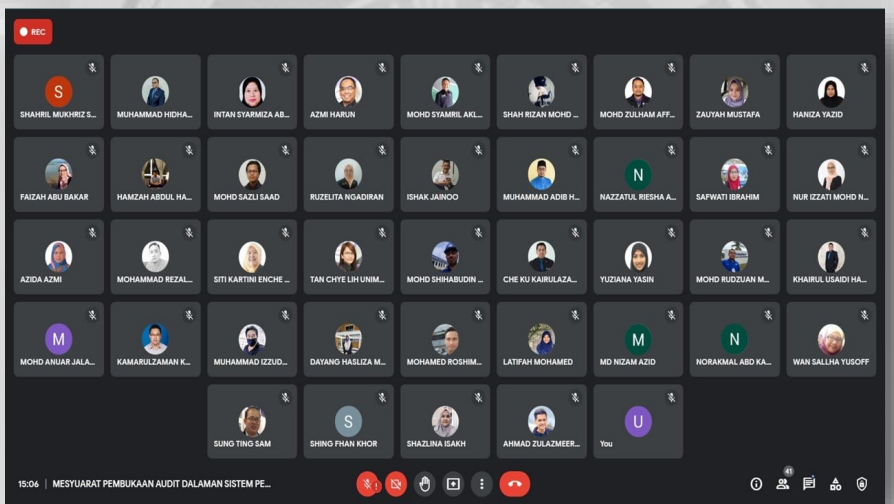 REC
S
SHAHRIL MUKHRIZ S...
MUHAMMAD HIDHA...
INTAN SYARMIZA AB...
AZMI HARUN
MOHD SYAMRIL AKL...
SHAH RIZAN MOHD ...
MOHD ZULHAM AFF...
ZAUYAH MUSTAFA
HANIZA YAZID
FAIZAH ABU BAKAR
HAMZAH ABDUL HA...
MOHD SAZLI SAAD
RUZELITA NGADIRAN
ISHAK JAINOO
MUHAMMAD ADIB H...
N
NAZZATUL RIESHA A...
SAFWATI IBRAHIM
NUR IZZATI MOHD N...
AZIDA AZMI
MOHAMMAD REZAL...
SITI KARTINI ENCHE ...
TAN CHYE LIH UNIM...
MOHD SHIHABUDIN ...
CHE KU KAIRULAZA...
YUZIANA YASIN
MOHD RUDZUAN M...
KHAIRUL USAIDI HA...
M
MOHD ANUAR JALA...
KAMARULZAMAN K...
MUHAMMAD IZZUD...
DAYANG HASLIZA M...
MOHAMED ROSHIM...
LATIFAH MOHAMED
M
MD NIZAM AZID
N
NORAKMAL ABD KA...
WAN SALLHA YUSOFF
SUNG TING SAM
S
SHING FHAN KHOR
SHAZLINA ISAKH
AHMAD ZULAZMEER...
U
You
15:06 | MESYUARAT PEMBUKAAN AUDIT DALAMAN SISTEM PE...
41